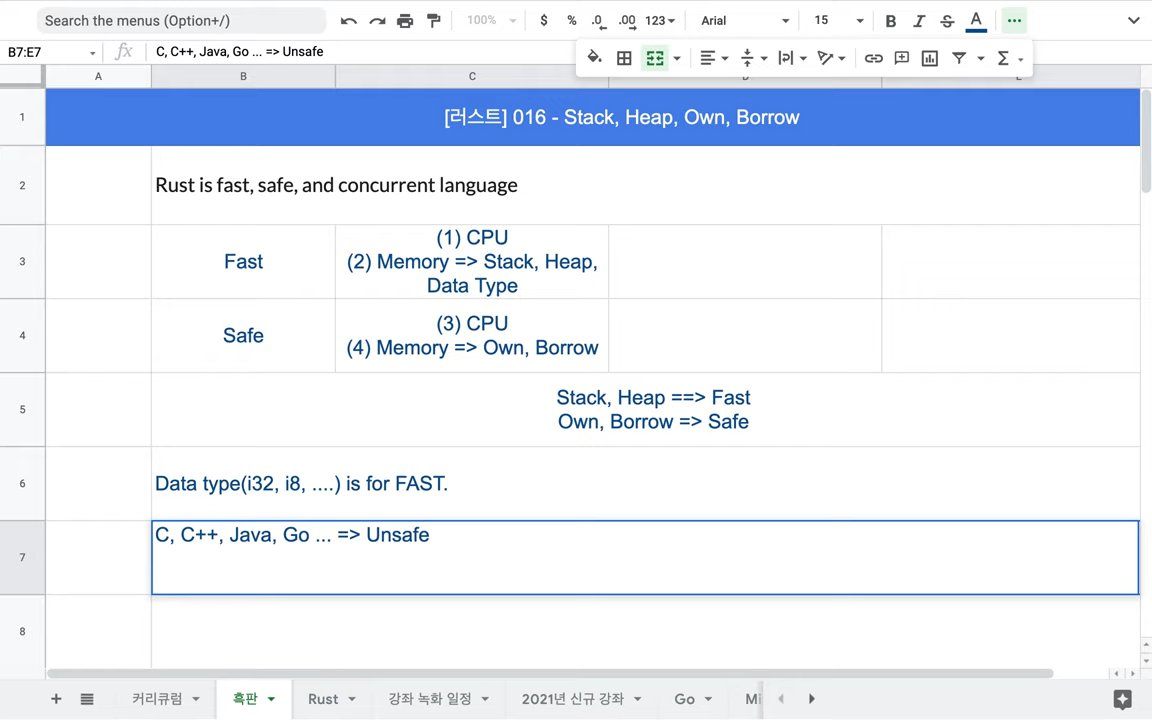 Search the menus (Option+/)
100%
$ % .0 .00 123
Arial
15
B I S A
B7:E7
fx
C, C++, Java, Go ... => Unsafe
A B C D E
1
[러스트] 016 - Stack, Heap, Own, Borrow
2
Rust is fast, safe, and concurrent language
3
Fast
(1) CPU
(2) Memory => Stack, Heap,
Data Type
4
Safe
(3) CPU
(4) Memory => Own, Borrow
5
Stack, Heap ==> Fast
Own, Borrow => Safe
6
Data type(i32, i8, ....) is for FAST.
7
C, C++, Java, Go ... => Unsafe
8
커리큐럼
흑판
Rust
강좌 녹화 일정
2021년 신규 강좌
Go